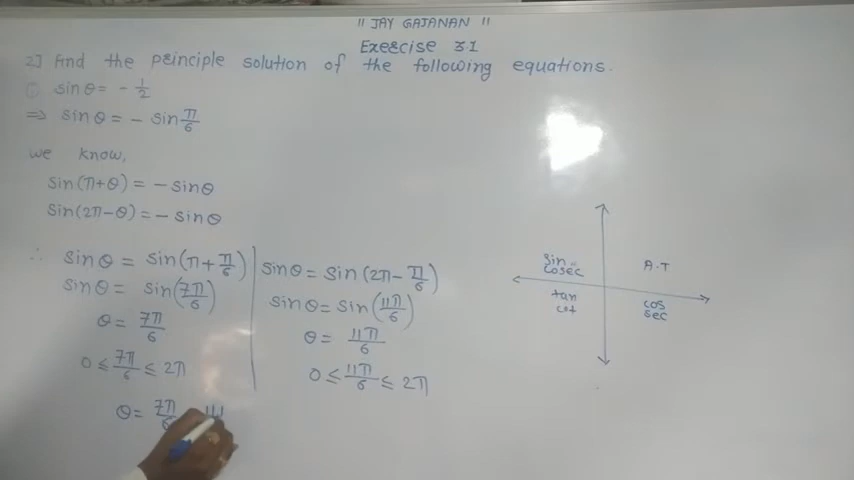 " JAY GAJANAN "
Exercise 3.1
2] Find the principle solution of the following equations.
① sinθ = - 1/2
⇒ sinθ = - sin π/6
we know,
sin(π+θ) = - sinθ
sin(2π-θ) = - sinθ
∴ sinθ = sin(π + π/6)
sinθ = sin(7π/6)
θ = 7π/6
0 ≤ 7π/6 ≤ 2π
θ = 7π/6
sinθ = sin(2π - π/6)
sinθ = sin(11π/6)
θ = 11π/6
0 ≤ 11π/6 ≤ 2π
sin
cosec
A.T
tan
cot
cos
sec